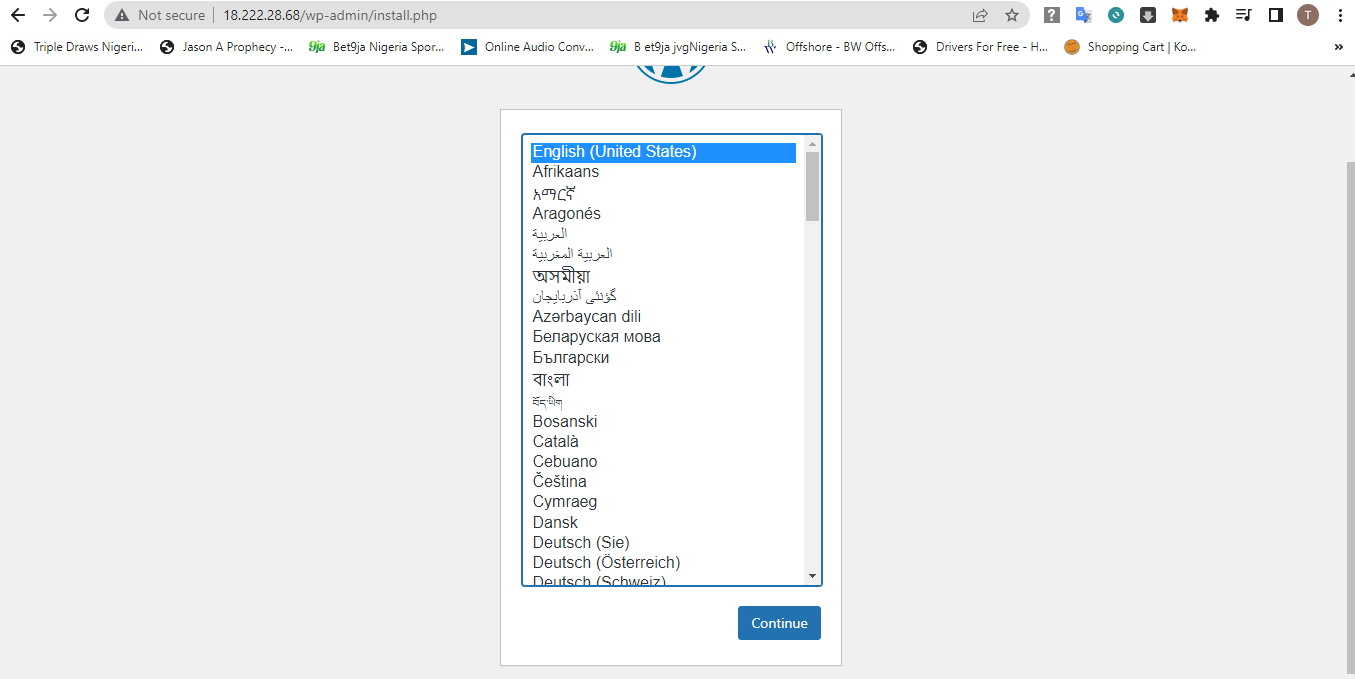 Not secure 18.222.28.68/wp-admin/install.php T
Triple Draws Nigeri... Jason A Prophecy -... 9ja Bet9ja Nigeria Spor... Online Audio Conv... 9ja B et9ja jvgNigeria S... Offshore - BW Offs... Drivers For Free - H... Shopping Cart | Ko... »
English (United States)
Afrikaans
አማርኛ
Aragonés
العربية
العربية المغربية
অসমীয়া
گؤنئی آذربایجان
Azərbaycan dili
Беларуская мова
Български
বাংলা
བོད་ཡིག
Bosanski
Català
Cebuano
Čeština
Cymraeg
Dansk
Deutsch (Sie)
Deutsch (Österreich)
Deutsch (Schweiz)
Continue